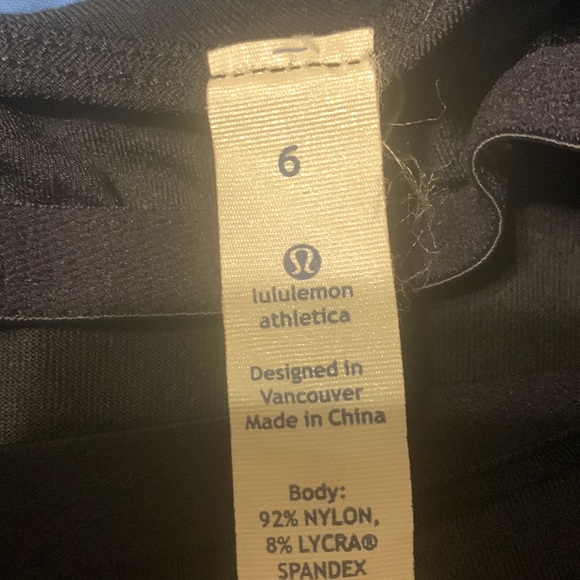 6
lululemon
athletica
Designed in
Vancouver
Made in China
Body:
92% NYLON,
8% LYCRA®
SPANDEX